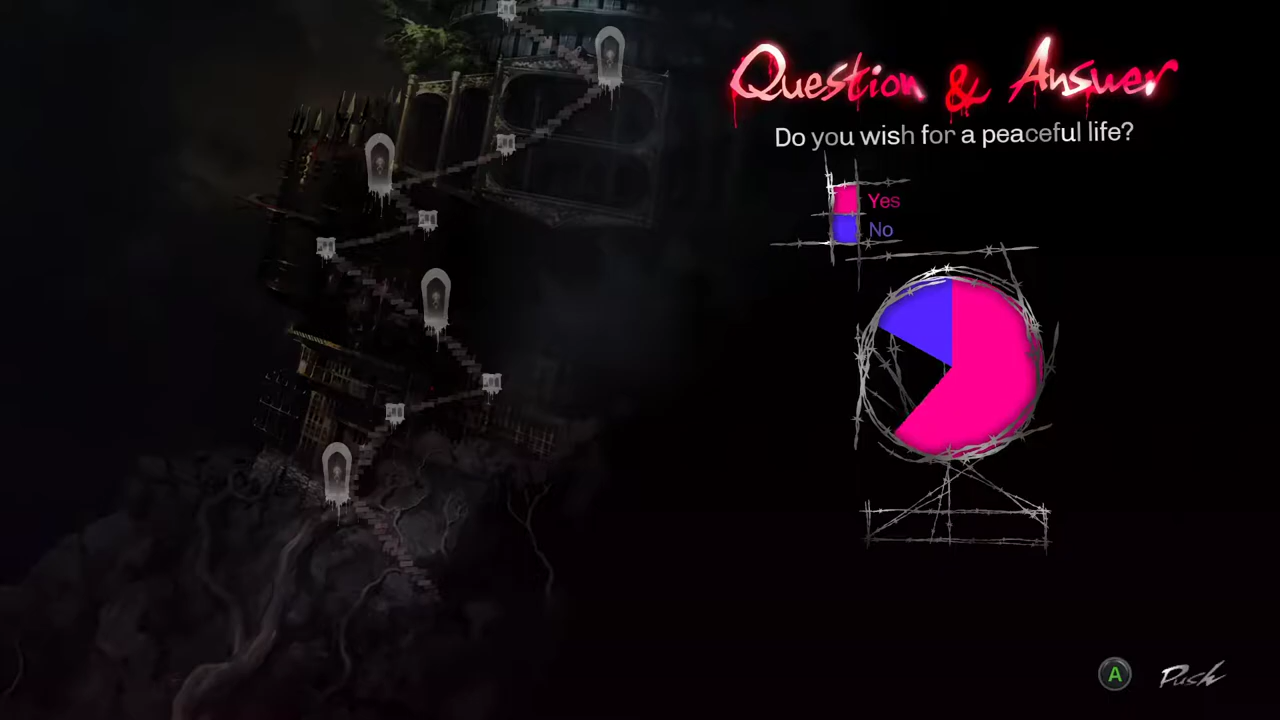 Question & Answer
Do you wish for a peaceful life?
Yes
No
A Push